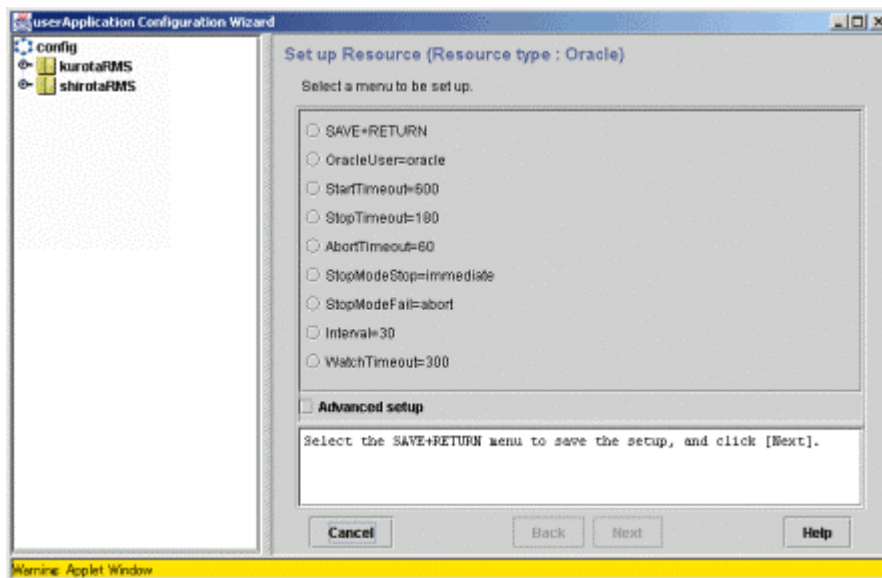 userApplication Configuration Wizard
config
kurotaRMS
shirotaRMS
Set up Resource (Resource type : Oracle)
Select a menu to be set up.
SAVE+RETURN
OracleUser=oracle
StartTimeout=600
StopTimeout=180
AbortTimeout=60
StopModeStop=immediate
StopModeFail=abort
Interval=30
WatchTimeout=300
Advanced setup
Select the SAVE+RETURN menu to save the setup, and click [Next].
Cancel
Back
Next
Help
Warning: Applet Window